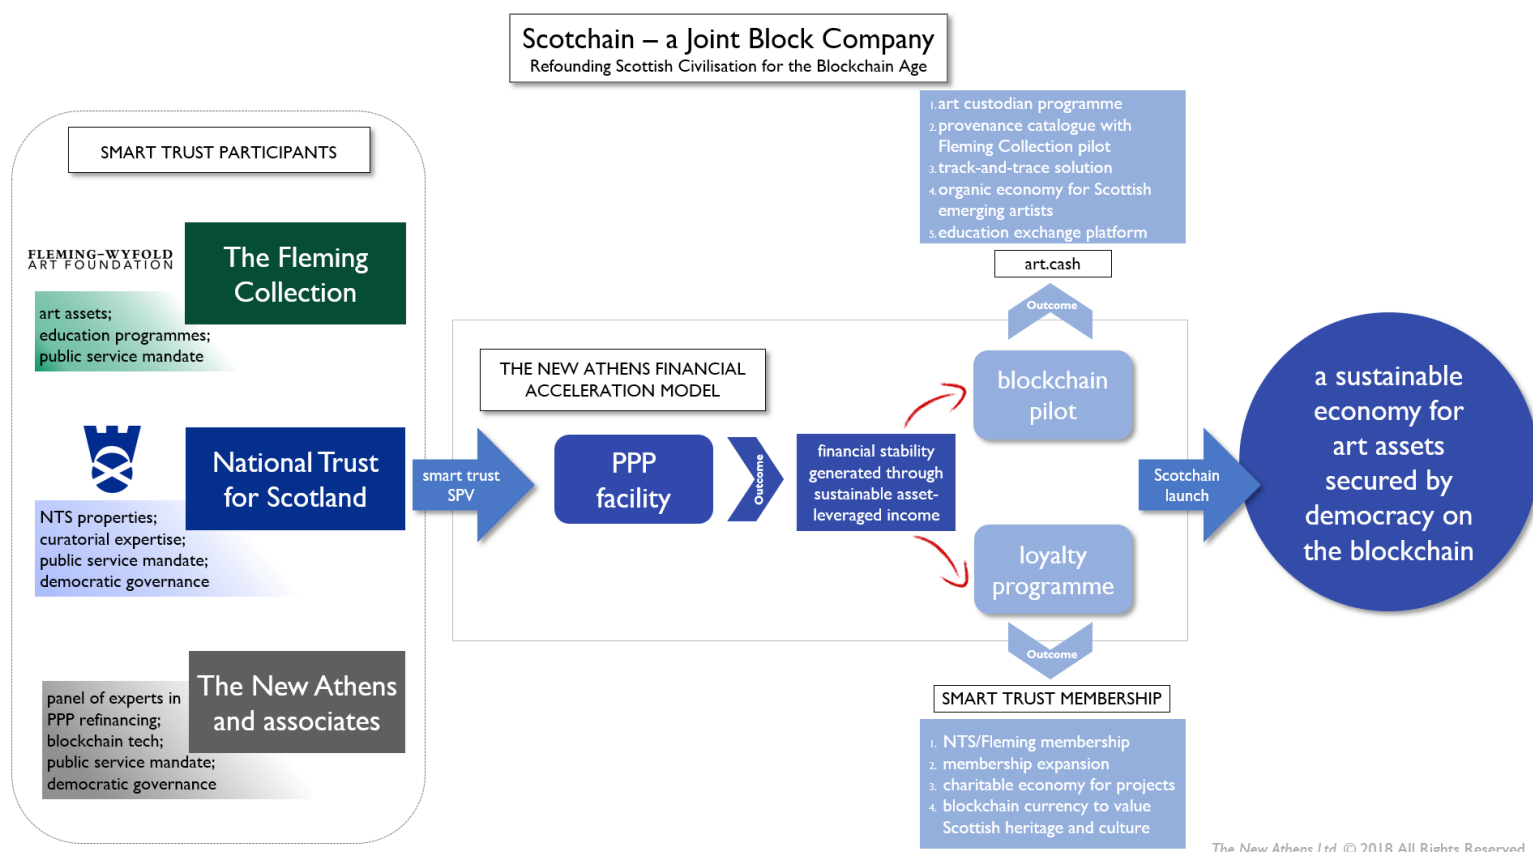 Scotchain – a Joint Block Company
Refounding Scottish Civilisation for the Blockchain Age
SMART TRUST PARTICIPANTS
FLEMING-WYFOLD
ART FOUNDATION
The Fleming
Collection
art assets;
education programmes;
public service mandate
National Trust
for Scotland
NTS properties;
curatorial expertise;
public service mandate;
democratic governance
The New Athens
and associates
panel of experts in
PPP refinancing;
blockchain tech;
public service mandate;
democratic governance
smart trust
SPV
THE NEW ATHENS FINANCIAL
ACCELERATION MODEL
PPP
facility
Outcome
financial stability
generated through
sustainable asset-
leveraged income
blockchain
pilot
Outcome
art.cash
1. art custodian programme
2. provenance catalogue with
Fleming Collection pilot
3. track-and-trace solution
4. organic economy for Scottish
emerging artists
5. education exchange platform
loyalty
programme
Outcome
SMART TRUST MEMBERSHIP
1. NTS/Fleming membership
2. membership expansion
3. charitable economy for projects
4. blockchain currency to value
Scottish heritage and culture
Scotchain
launch
a sustainable
economy for
art assets
secured by
democracy on
the blockchain
The New Athens Ltd. © 2018 All Rights Reserved